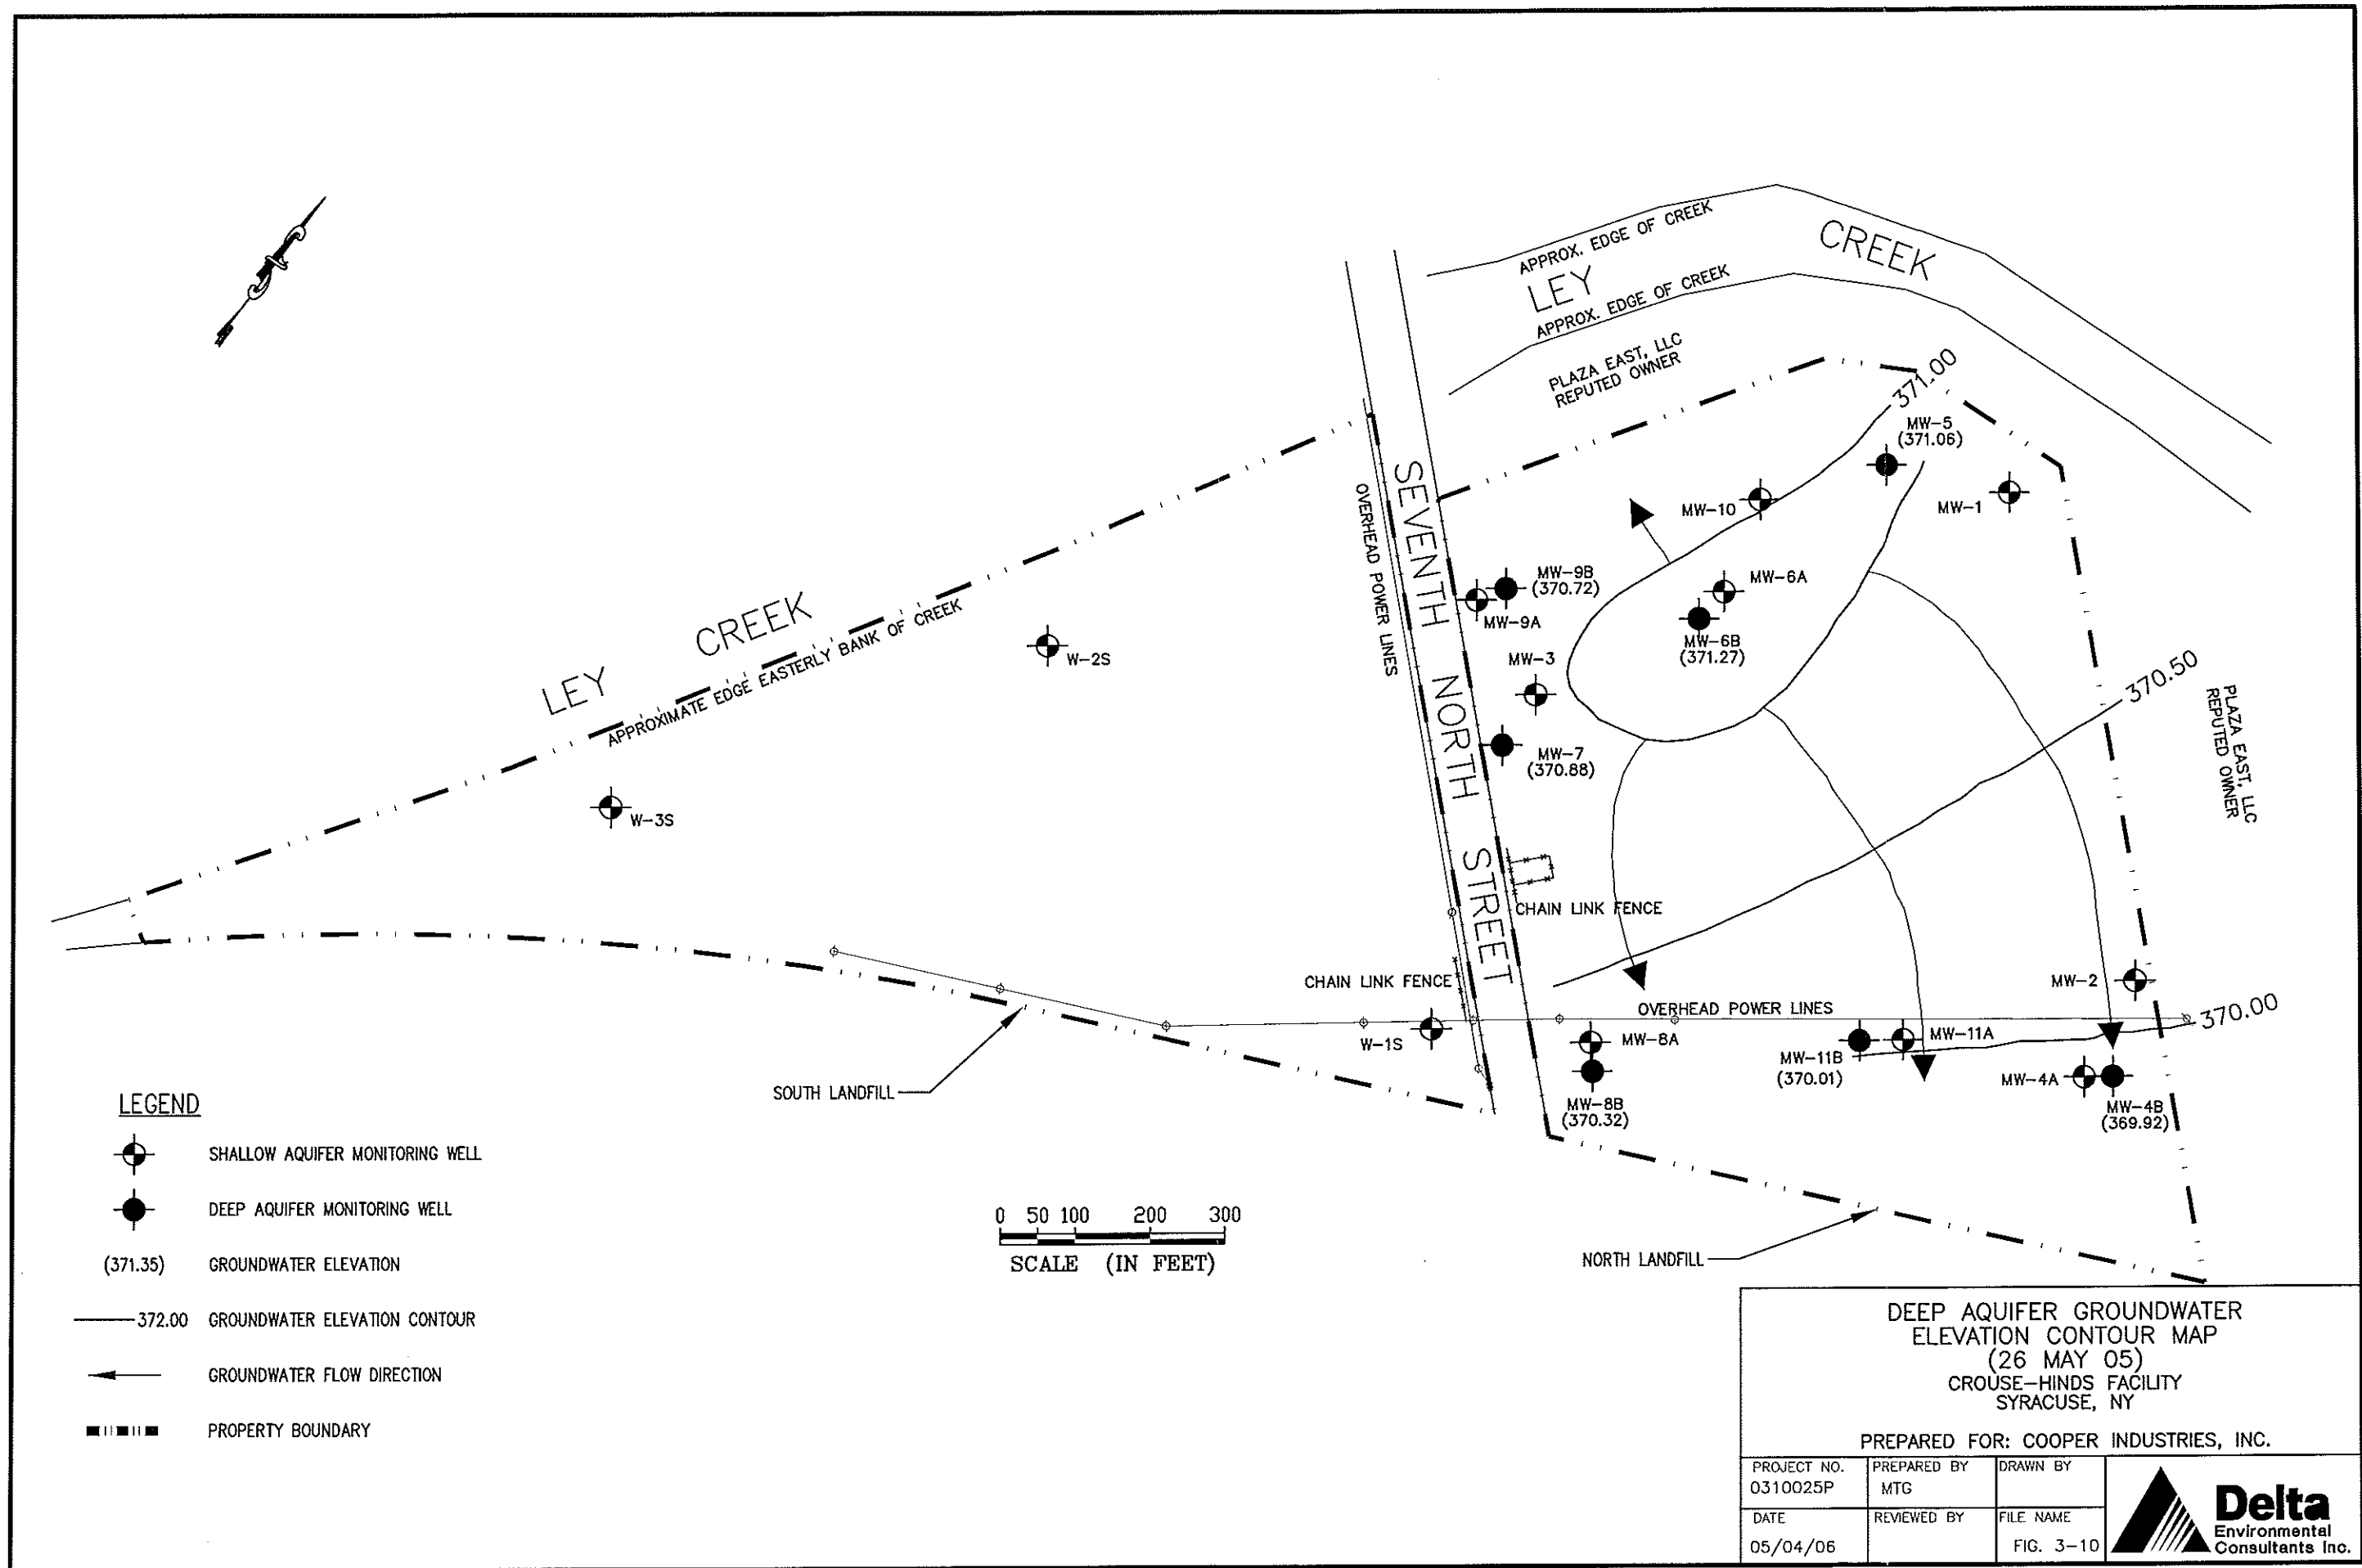 APPROX. EDGE OF CREEK
LEY
CREEK
APPROX. EDGE OF CREEK
PLAZA EAST, LLC
REPUTED OWNER
371.00
MW-5
(371.06)
MW-10
MW-1
SEVENTH NORTH STREET
OVERHEAD POWER LINES
MW-9B
(370.72)
MW-9A
MW-6A
MW-6B
(371.27)
MW-3
MW-7
(370.88)
370.50
PLAZA EAST, LLC
REPUTED OWNER
LEY CREEK
APPROXIMATE EDGE EASTERLY BANK OF CREEK
W-2S
W-3S
CHAIN LINK FENCE
CHAIN LINK FENCE
OVERHEAD POWER LINES
MW-2
370.00
W-1S
MW-8A
MW-8B
(370.32)
MW-11A
MW-11B
(370.01)
MW-4A
MW-4B
(369.92)
SOUTH LANDFILL
NORTH LANDFILL
LEGEND
SHALLOW AQUIFER MONITORING WELL
DEEP AQUIFER MONITORING WELL
(371.35) GROUNDWATER ELEVATION
372.00 GROUNDWATER ELEVATION CONTOUR
GROUNDWATER FLOW DIRECTION
PROPERTY BOUNDARY
0 50 100 200 300
SCALE (IN FEET)
DEEP AQUIFER GROUNDWATER
ELEVATION CONTOUR MAP
(26 MAY 05)
CROUSE-HINDS FACILITY
SYRACUSE, NY
PREPARED FOR: COOPER INDUSTRIES, INC.
PROJECT NO. PREPARED BY DRAWN BY
0310025P MTG
DATE REVIEWED BY FILE NAME
05/04/06 FIG. 3-10
Delta
Environmental
Consultants Inc.